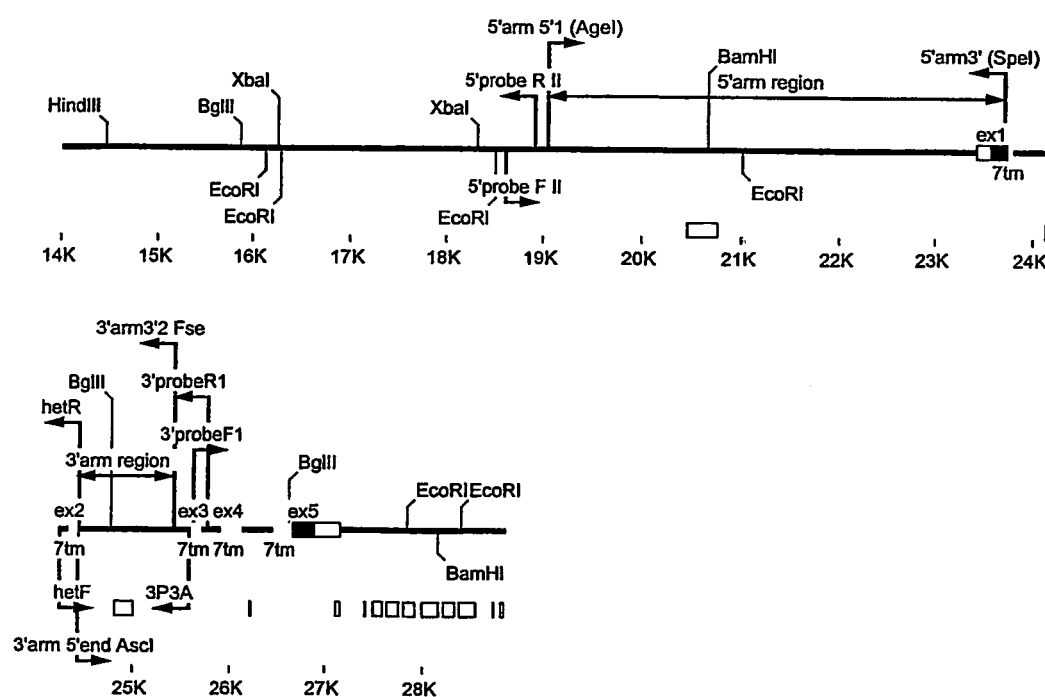 5'arm 5'1 (AgeI)
BamHI
5'arm3' (SpeI)
XbaI
5'probe R II
5'arm region
HindIII
BglII
XbaI
ex1
EcoRI
5'probe F II
EcoRI
7tm
EcoRI
EcoRI
14K 15K 16K 17K 18K 19K 20K 21K 22K 23K 24K
3'arm3'2 Fse
BglII
3'probeR1
hetR
3'probeF1
3'arm region
BglII
EcoRI EcoRI
ex2 ex3 ex4 ex5
7tm 7tm 7tm 7tm
BamHI
hetF 3P3A
3'arm 5'end AscI
25K 26K 27K 28K